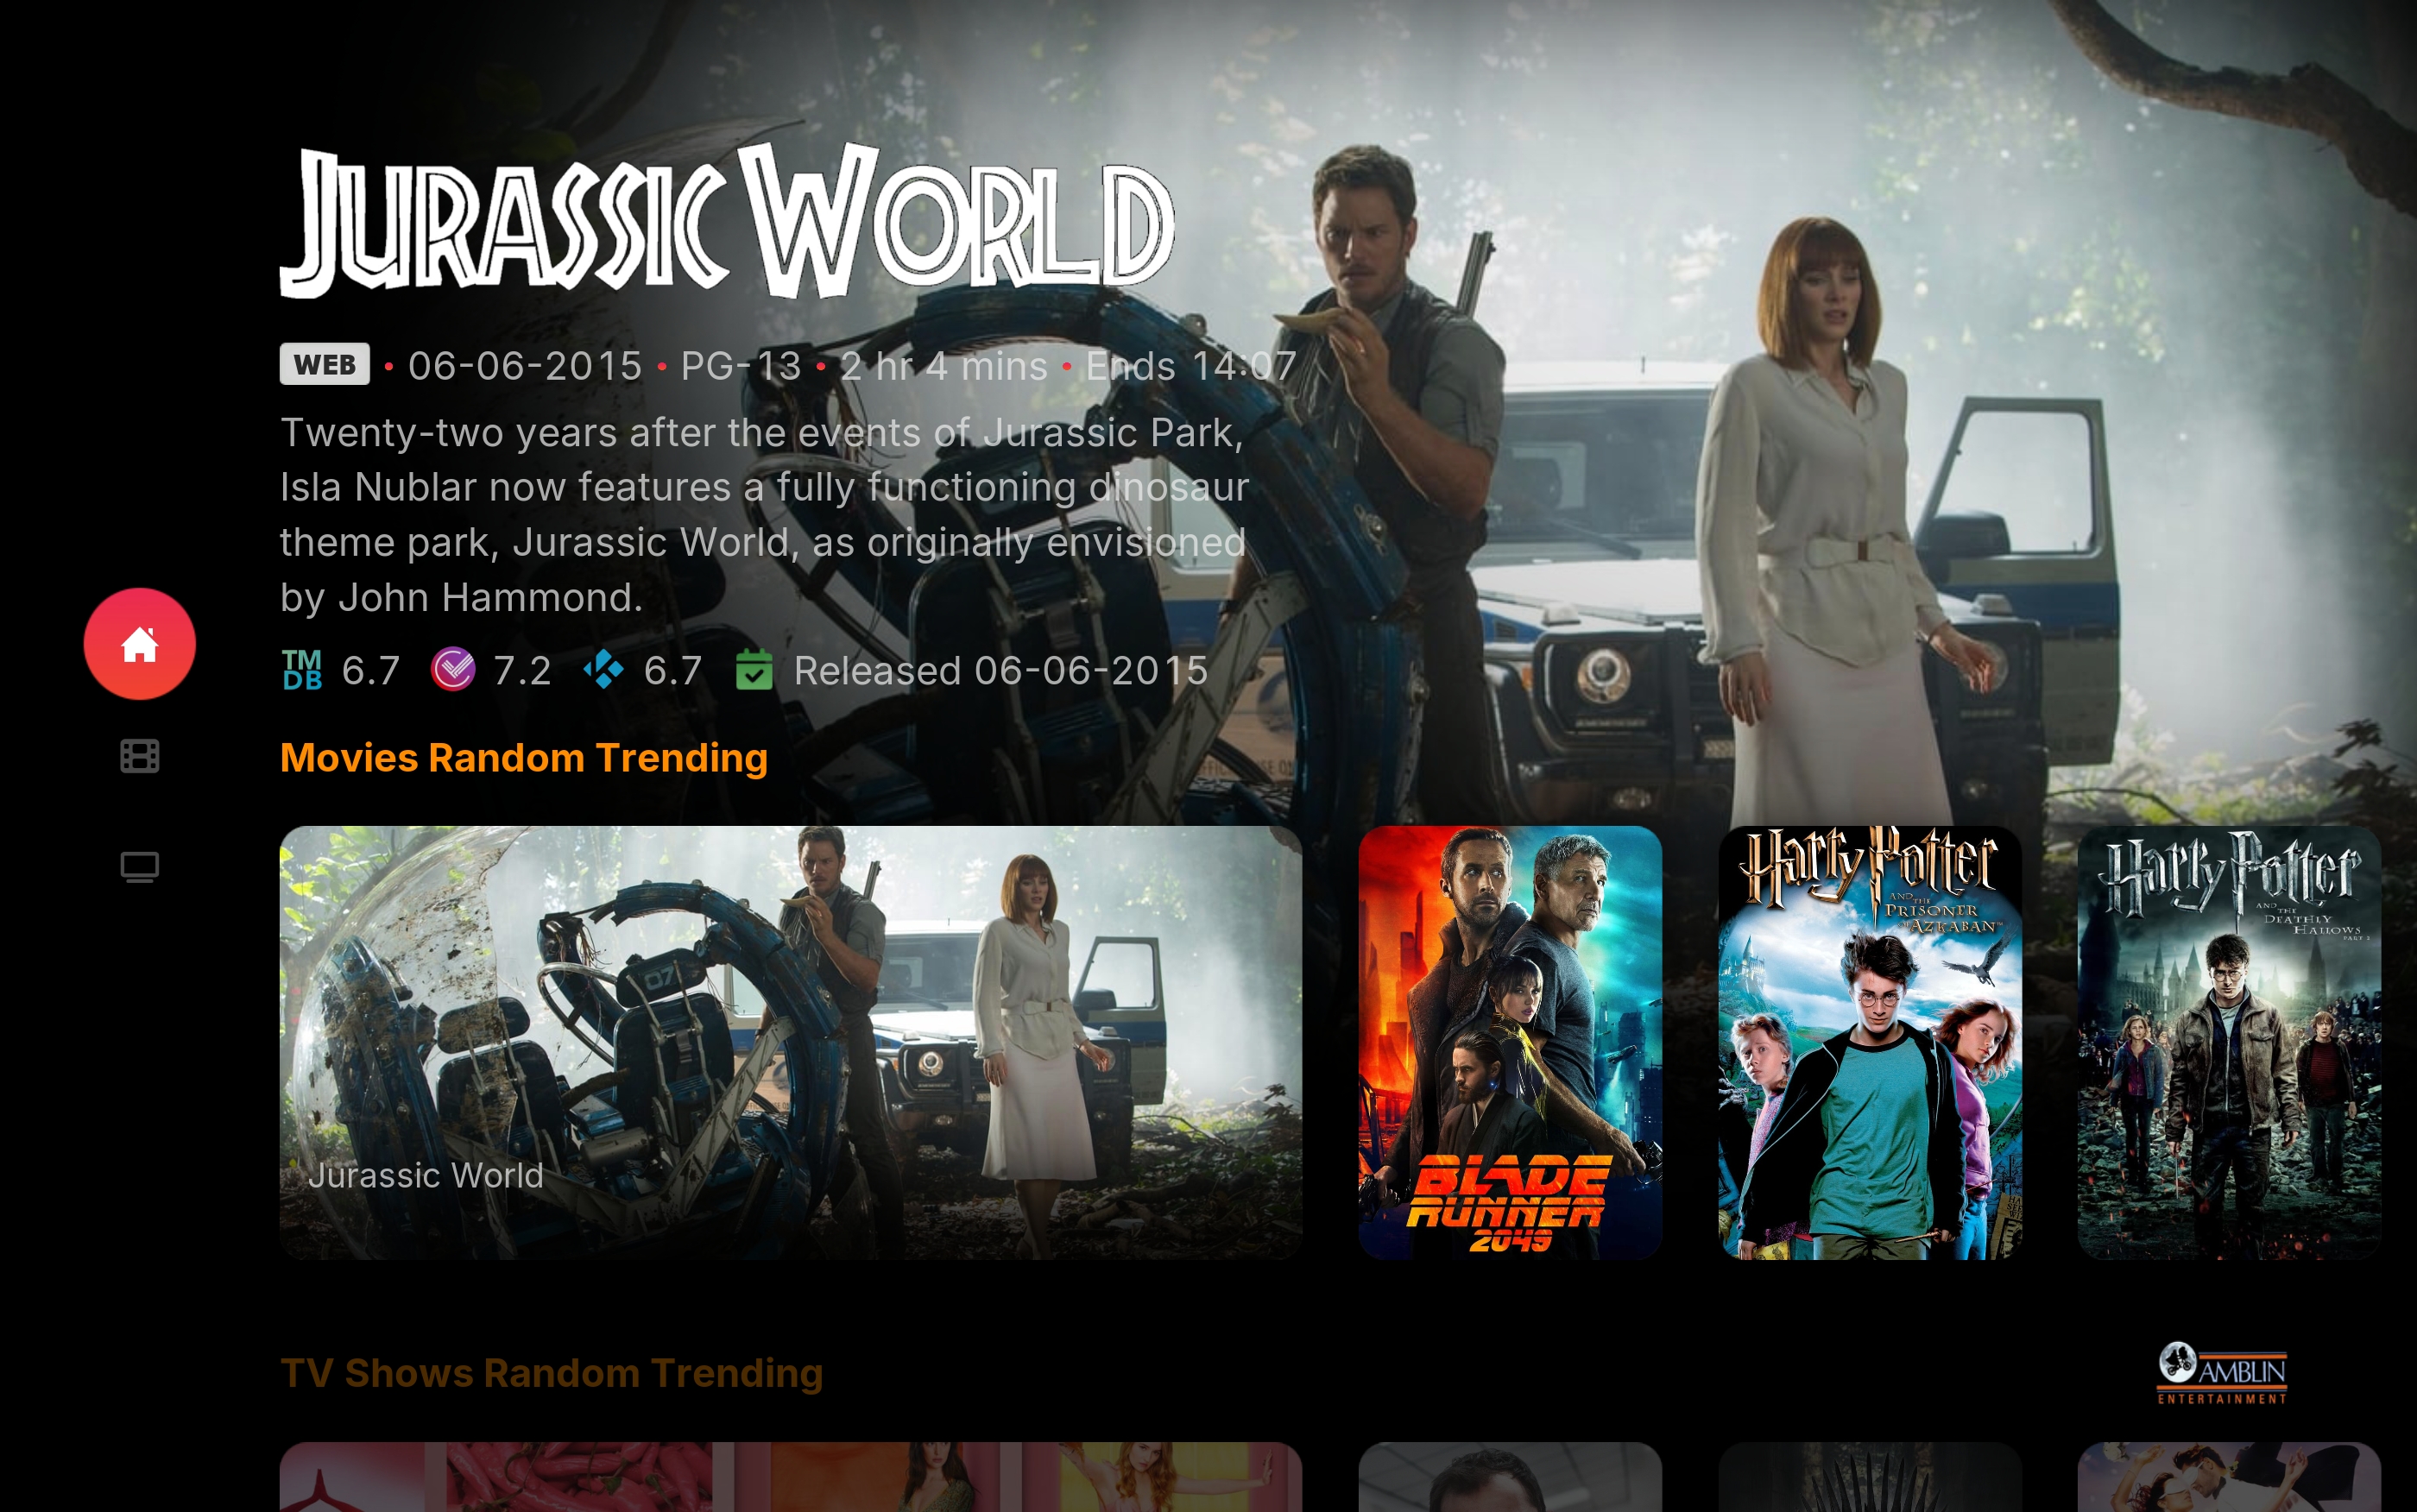 JURASSIC WORLD
WEB • 06-06-2015 • PG-13 • 2 hr 4 mins • Ends 14:07
Twenty-two years after the events of Jurassic Park,
Isla Nublar now features a fully functioning dinosaur
theme park, Jurassic World, as originally envisioned
by John Hammond.
TMDB 6.7 7.2 6.7 Released 06-06-2015
Movies Random Trending
07
Jurassic World
BLADE
RUNNER
2049
Harry Potter
AND THE
PRISONER
OF AZKABAN
Harry Potter
AND THE
DEATHLY
HALLOWS
PART 2
TV Shows Random Trending
AMBLIN
ENTERTAINMENT